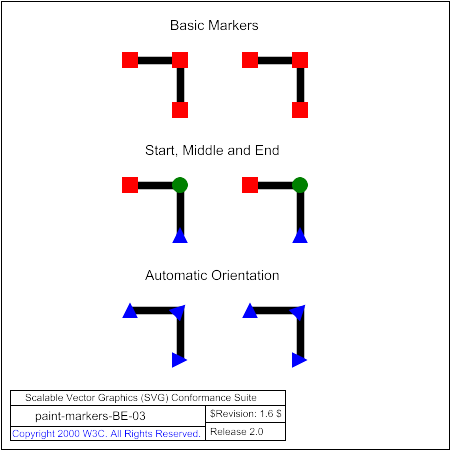 Basic Markers
Start, Middle and End
Automatic Orientation
Scalable Vector Graphics (SVG) Conformance Suite
paint-markers-BE-03
$Revision: 1.6 $
Copyright 2000 W3C. All Rights Reserved.
Release 2.0